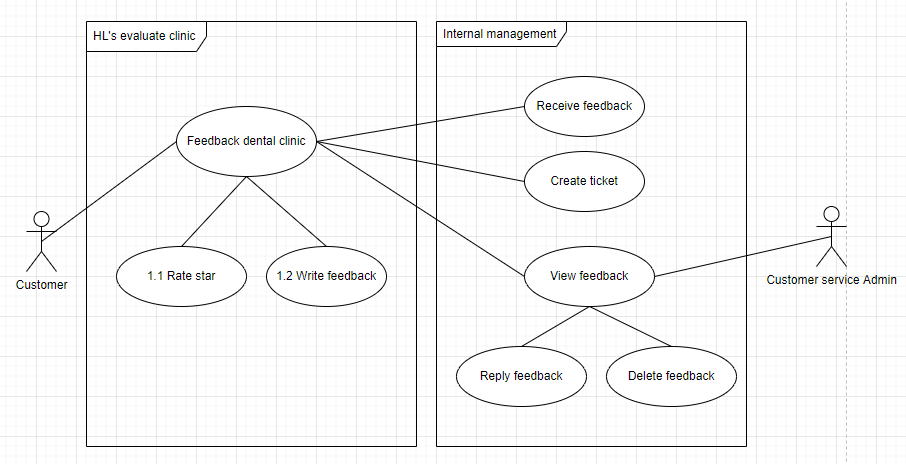 HL's evaluate clinic
Internal management
Receive feedback
Feedback dental clinic
Create ticket
1.1 Rate star
1.2 Write feedback
View feedback
Customer
Customer service Admin
Reply feedback
Delete feedback